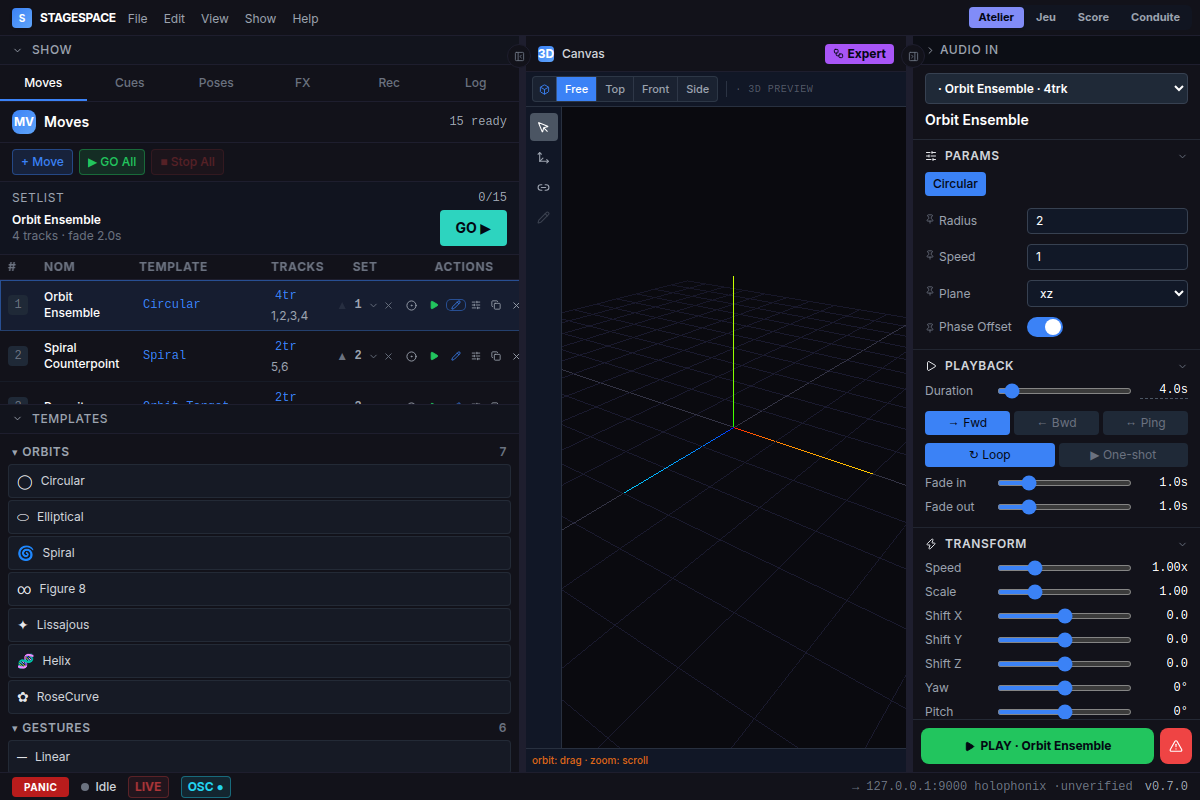 S STAGESPACE File Edit View Show Help Atelier Jeu Score Conduite
SHOW
Moves Cues Poses FX Rec Log
MV Moves 15 ready
+ Move ▶ GO All ■ Stop All
SETLIST 0/15
Orbit Ensemble
4 tracks · fade 2.0s
GO ▶
# NOM TEMPLATE TRACKS SET ACTIONS
1 Orbit Ensemble Circular 4tr 1,2,3,4 ▲ 1
2 Spiral Counterpoint Spiral 2tr 5,6 ▲ 2
2tr
TEMPLATES
▾ ORBITS 7
Circular
Elliptical
Spiral
Figure 8
Lissajous
Helix
RoseCurve
▾ GESTURES 6
Linear
3D Canvas Expert
Free Top Front Side · 3D PREVIEW
orbit: drag · zoom: scroll
AUDIO IN
· Orbit Ensemble · 4trk
Orbit Ensemble
PARAMS
Circular
Radius 2
Speed 1
Plane xz
Phase Offset
PLAYBACK
Duration 4.0s
→ Fwd ← Bwd ↔ Ping
↻ Loop ▶ One-shot
Fade in 1.0s
Fade out 1.0s
TRANSFORM
Speed 1.00x
Scale 1.00
Shift X 0.0
Shift Y 0.0
Shift Z 0.0
Yaw 0°
Pitch 0°
▶ PLAY · Orbit Ensemble
PANIC Idle LIVE OSC ● → 127.0.0.1:9000 holophonix ·unverified v0.7.0